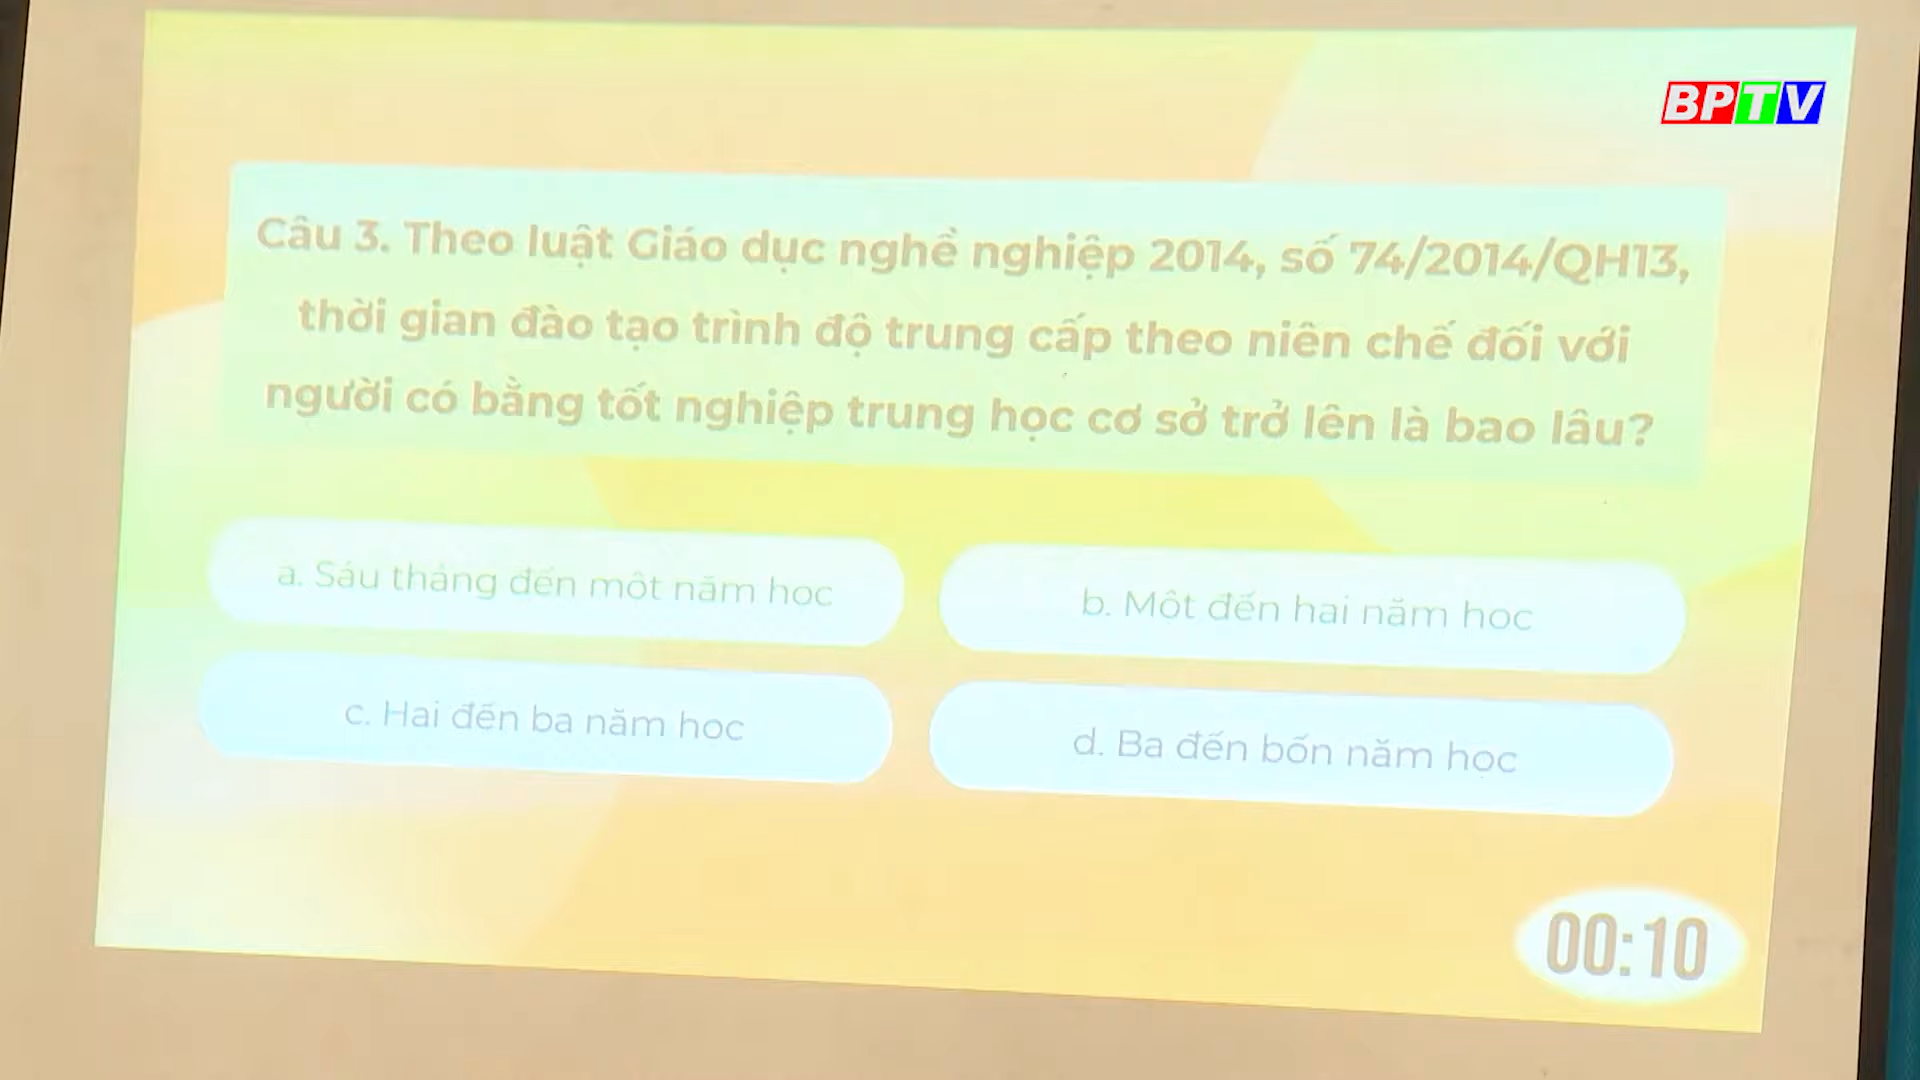 BPTV
Câu 3. Theo luật Giáo dục nghề nghiệp 2014, số 74/2014/QH13,
thời gian đào tạo trình độ trung cấp theo niên chế đối với
người có bằng tốt nghiệp trung học cơ sở trở lên là bao lâu?
a. Sáu tháng đến một năm học
b. Một đến hai năm học
c. Hai đến ba năm học
d. Ba đến bốn năm học
00:10